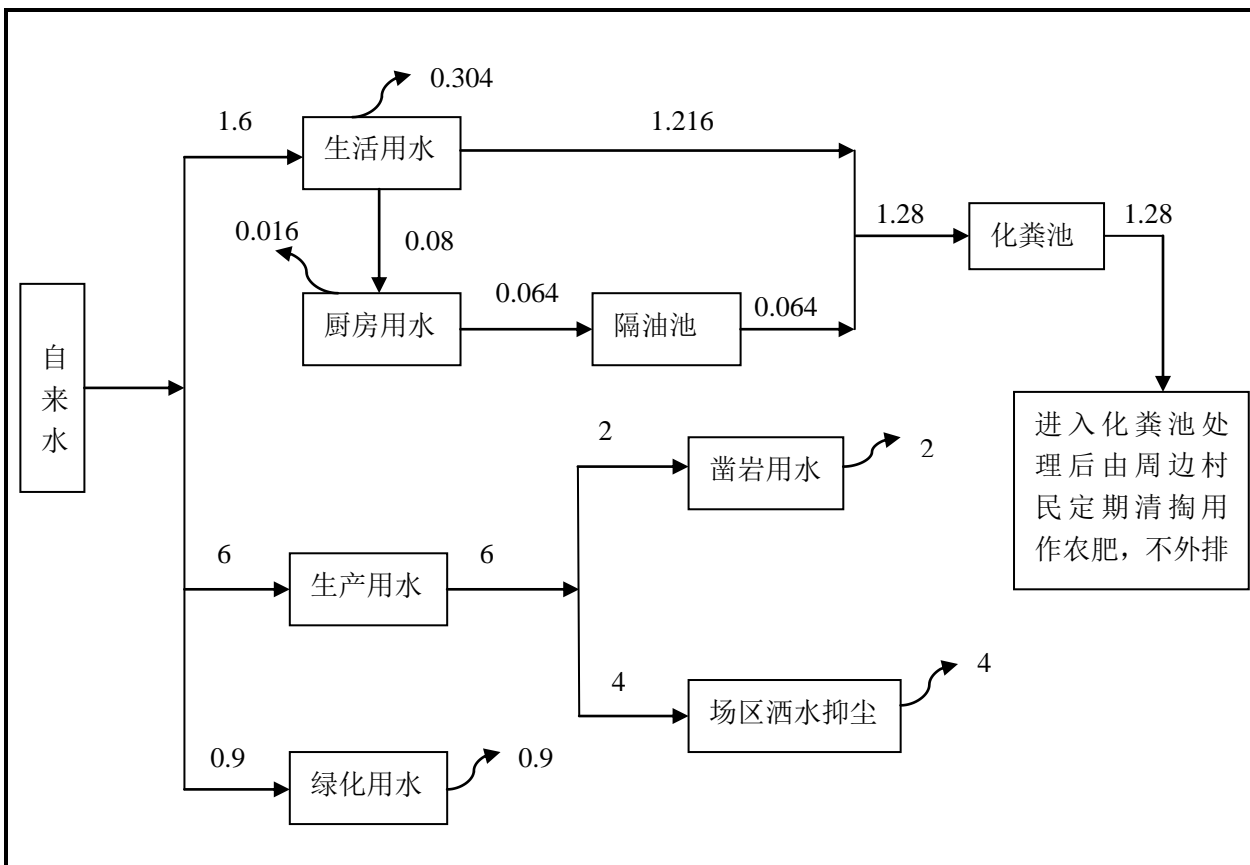 0.304
1.6
生活用水
1.216
0.016
0.08
1.28
化粪池
1.28
厨房用水
0.064
隔油池
0.064
自
来
水
进入化粪池处
理后由周边村
民定期清掏用
作农肥，不外排
2
凿岩用水
2
6
生产用水
6
4
场区洒水抑尘
4
0.9
绿化用水
0.9